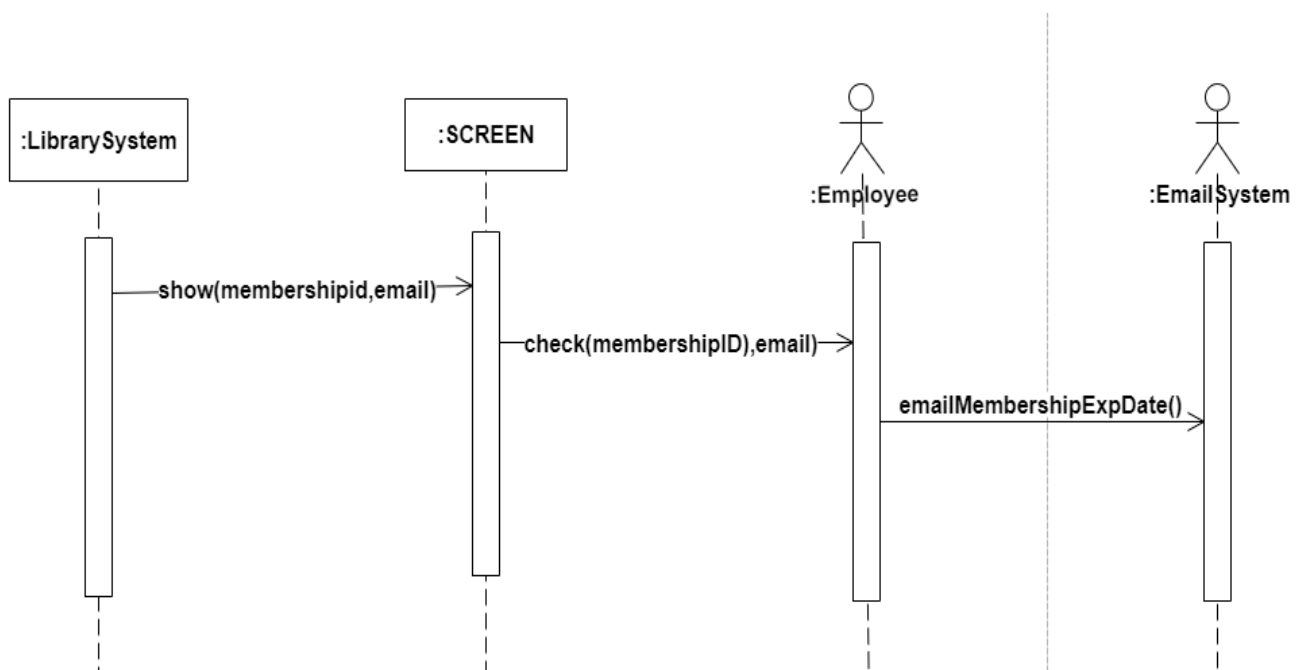 :LibrarySystem
:SCREEN
:Employee
:EmailSystem
show(membershipid,email)
check(membershipID),email)
emailMembershipExpDate()